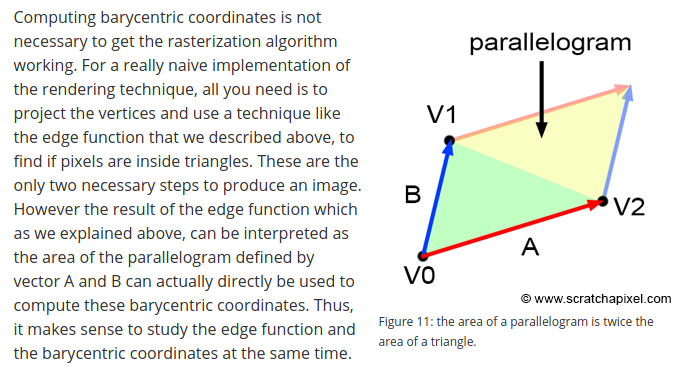 Computing barycentric coordinates is not
necessary to get the rasterization algorithm
working. For a really naive implementation of
the rendering technique, all you need is to
project the vertices and use a technique like
the edge function that we described above, to
find if pixels are inside triangles. These are the
only two necessary steps to produce an image.
However the result of the edge function which
as we explained above, can be interpreted as
the area of the parallelogram defined by
vector A and B can actually directly be used to
compute these barycentric coordinates. Thus,
it makes sense to study the edge function and
the barycentric coordinates at the same time.
parallelogram
V1
B
V2
A
V0
© www.scratchapixel.com
Figure 11: the area of a parallelogram is twice the
area of a triangle.